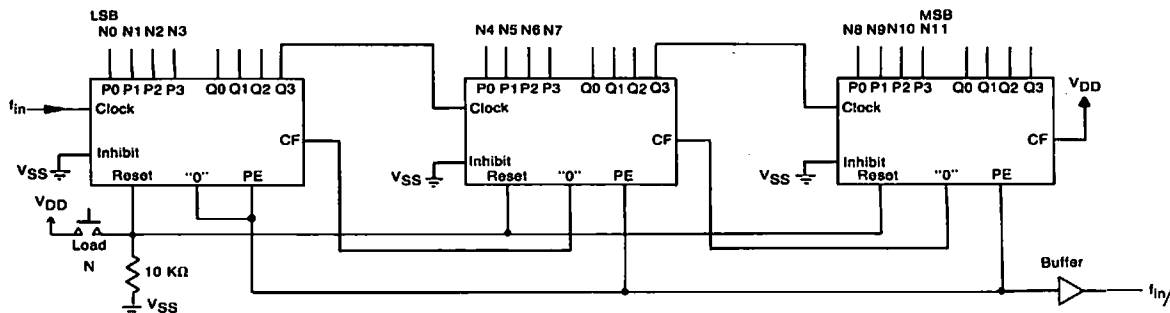 LSB
N0 N1 N2 N3
P0 P1 P2 P3 Q0 Q1 Q2 Q3
fin
Clock
CF
Inhibit
VSS
Reset "0" PE
VDD
Load
N
10 KΩ
VSS
N4 N5 N6 N7
P0 P1 P2 P3 Q0 Q1 Q2 Q3
Clock
CF
Inhibit
VSS
Reset "0" PE
MSB
N8 N9 N10 N11
P0 P1 P2 P3 Q0 Q1 Q2 Q3
Clock
VDD
CF
Inhibit
VSS
Reset "0" PE
Buffer
fin/